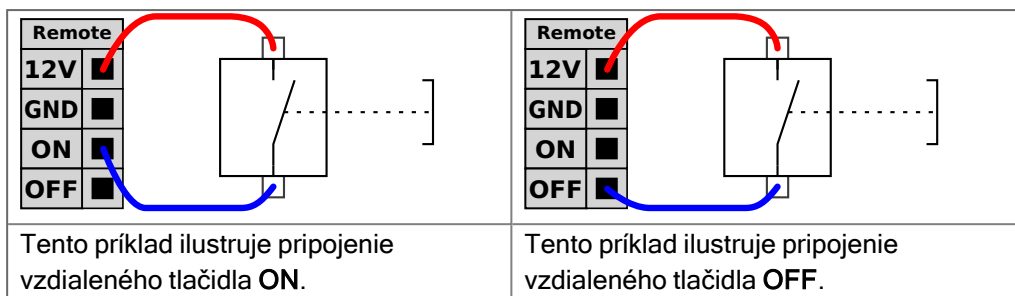 Remote
12V
GND
ON
OFF
Tento príklad ilustruje pripojenie
vzdialeného tlačidla ON.
Remote
12V
GND
ON
OFF
Tento príklad ilustruje pripojenie
vzdialeného tlačidla OFF.